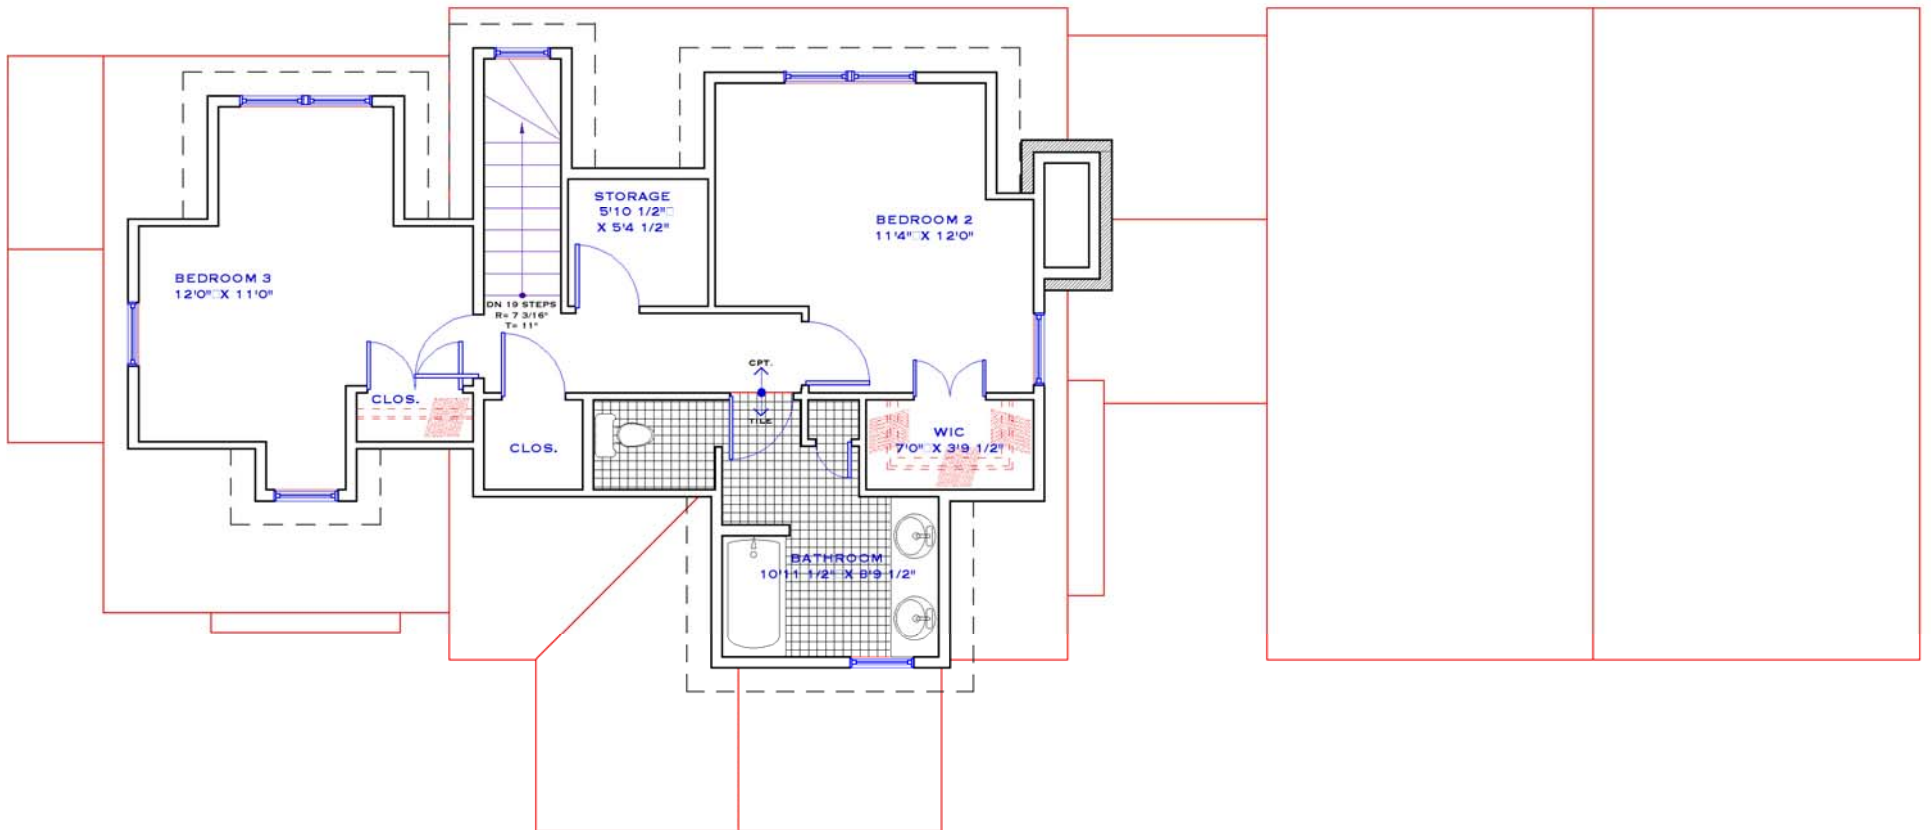 STORAGE
5'10 1/2"□
X 5'4 1/2"
BEDROOM 2
11'4"□X 12'0"
BEDROOM 3
12'0"□X 11'0"
DN 19 STEPS
R= 7 3/16"
T= 11"
CPT.
TILE
CLOS.
CLOS.
WIC
7'0"□X 3'9 1/2"
BATHROOM
10'11 1/2"□X 8'9 1/2"